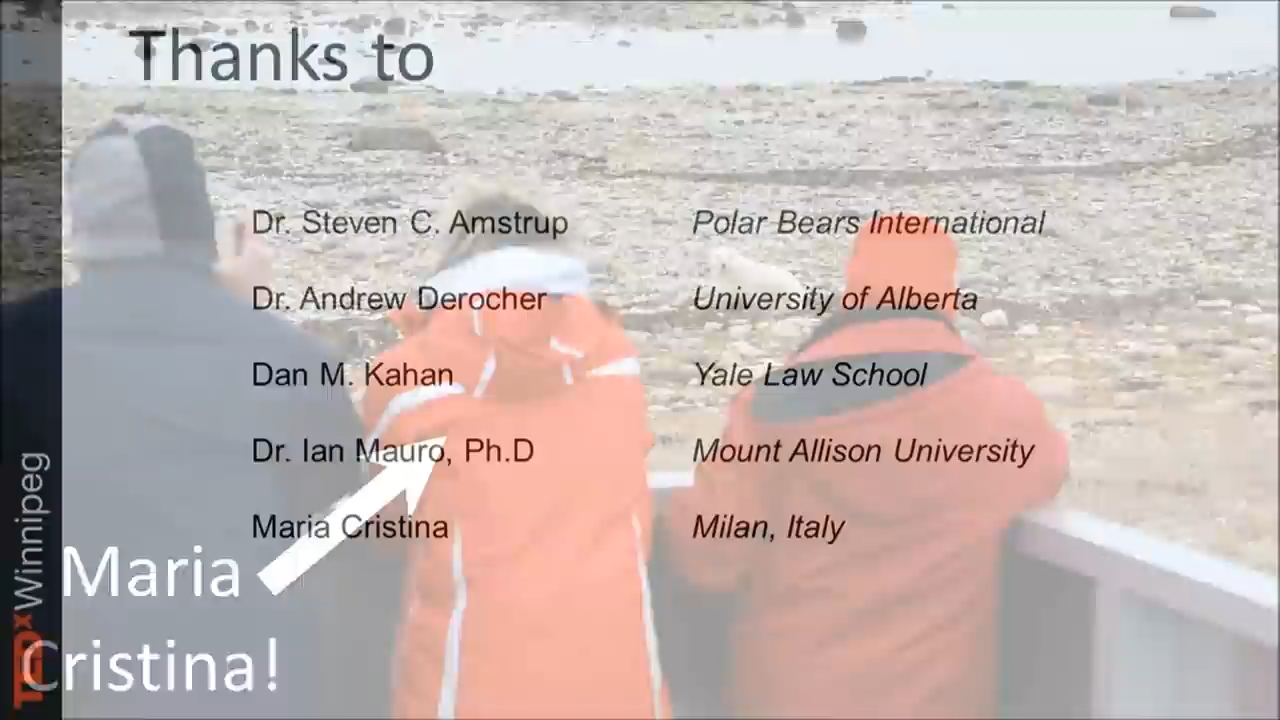 Thanks to
Dr. Steven C. Amstrup Polar Bears International
Dr. Andrew Derocher University of Alberta
Dan M. Kahan Yale Law School
Dr. Ian Mauro, Ph.D Mount Allison University
Maria Cristina Milan, Italy
Maria
Cristina!
TEDxWinnipeg